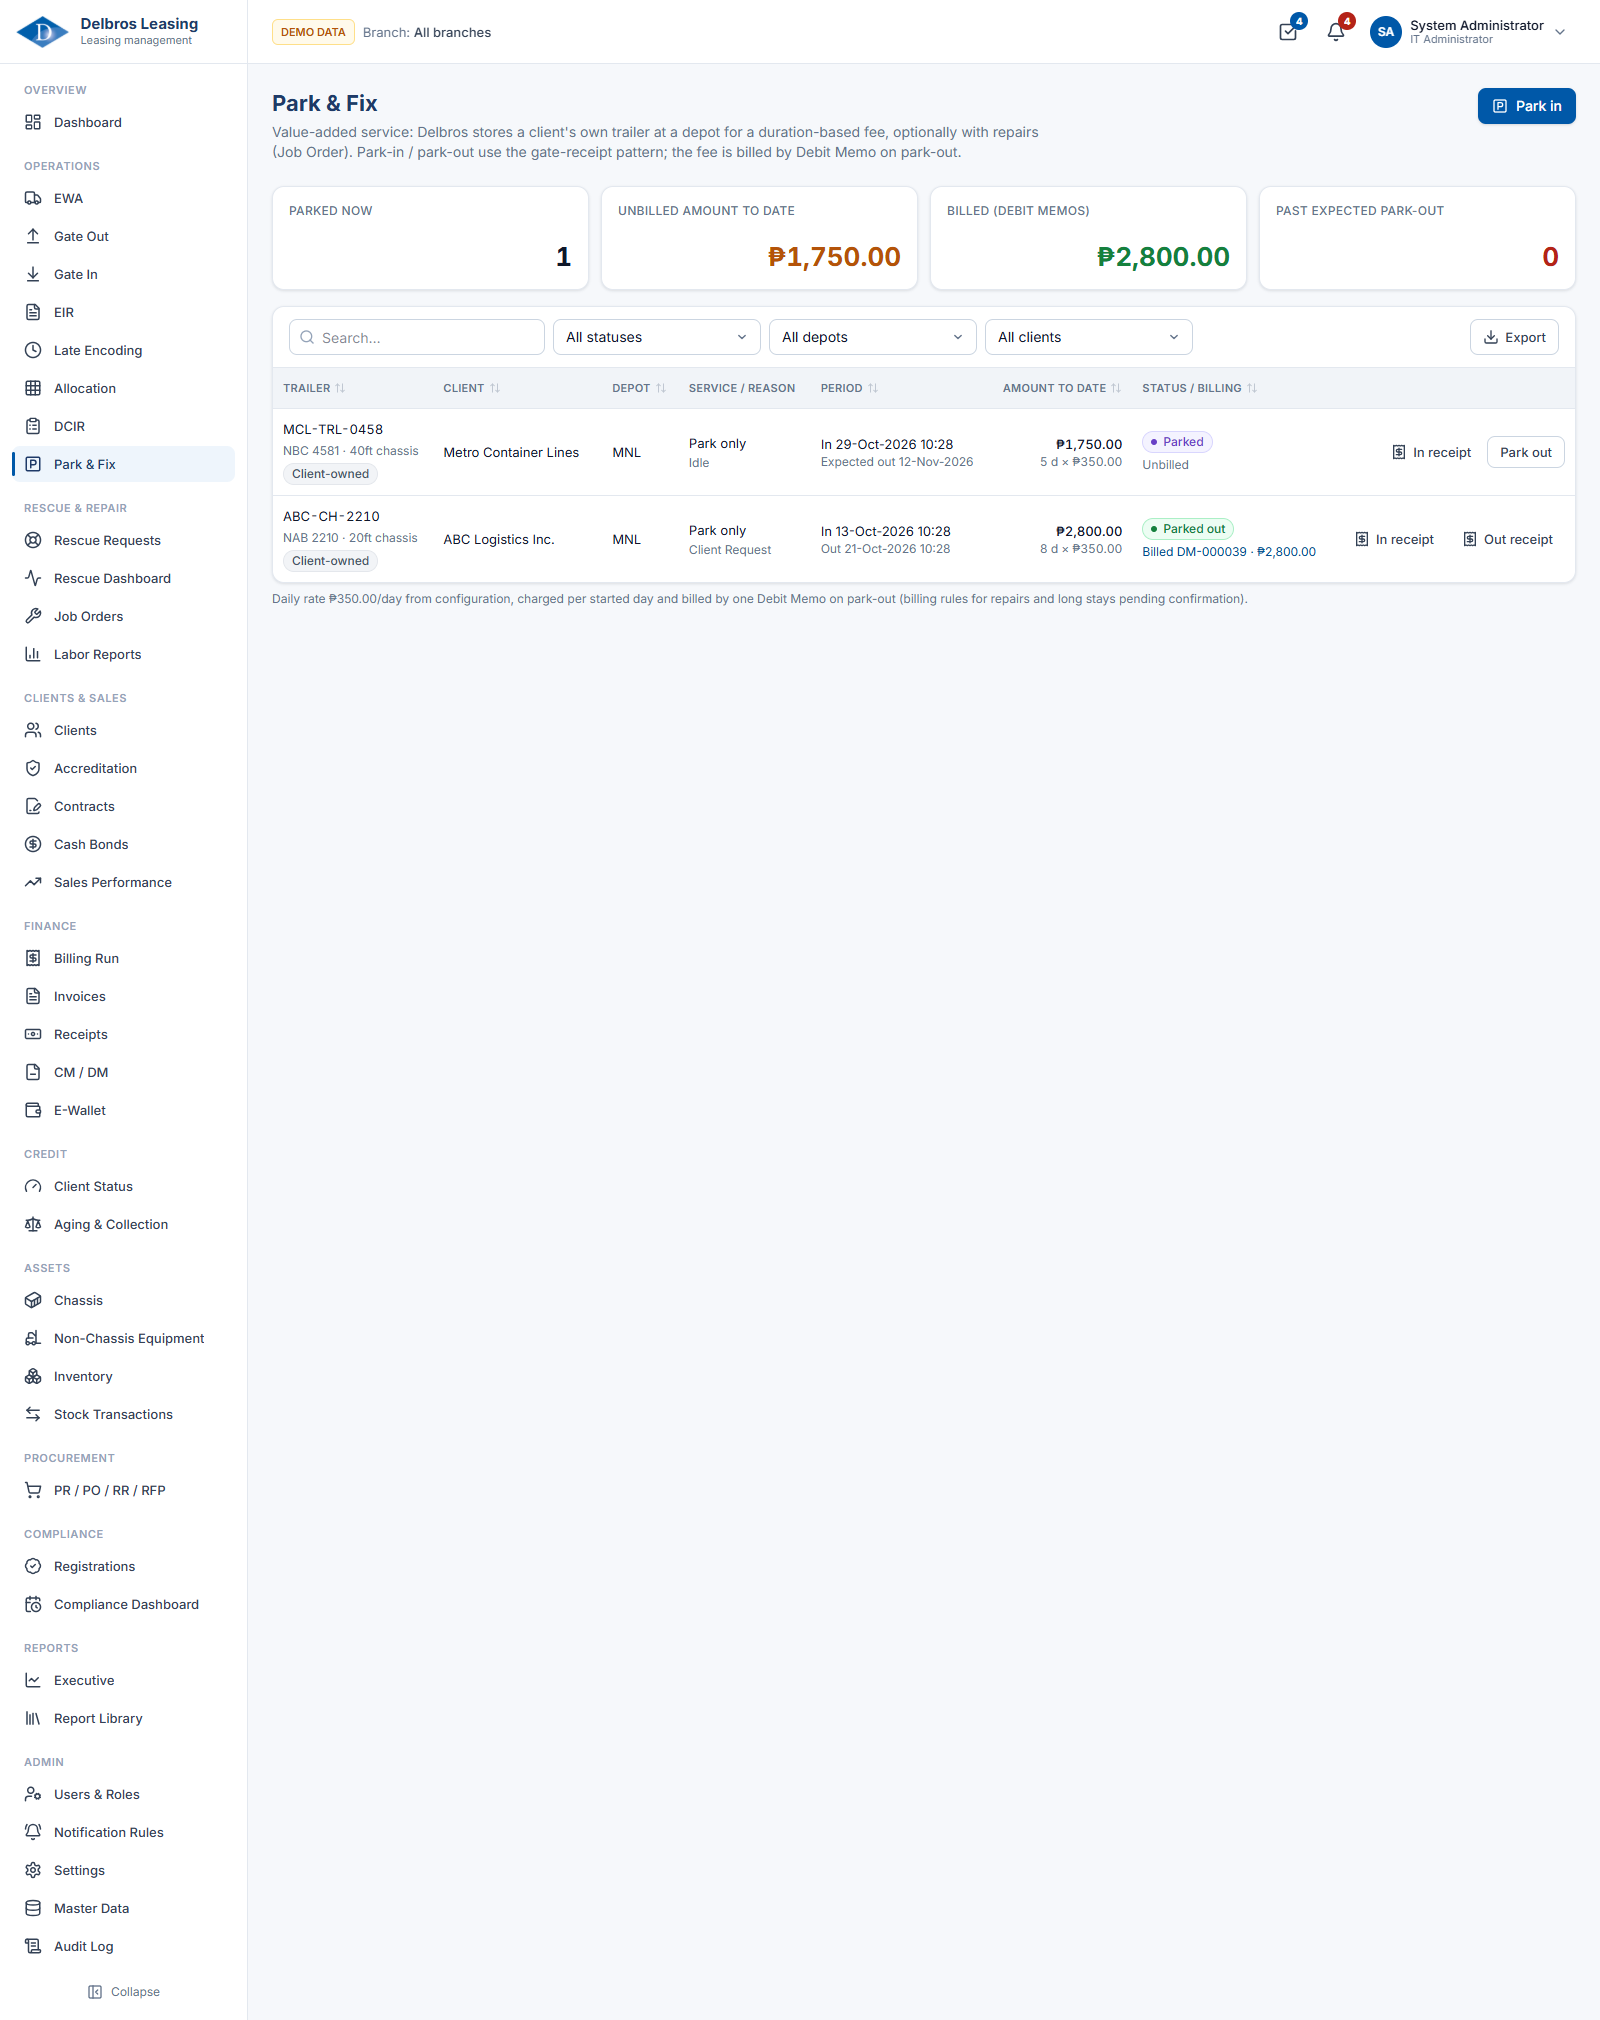 Delbros Leasing
Leasing management
DEMO DATA
Branch: All branches
4
4
SA
System Administrator
IT Administrator
OVERVIEW
Dashboard
OPERATIONS
EWA
Gate Out
Gate In
EIR
Late Encoding
Allocation
DCIR
Park & Fix
RESCUE & REPAIR
Rescue Requests
Rescue Dashboard
Job Orders
Labor Reports
CLIENTS & SALES
Clients
Accreditation
Contracts
Cash Bonds
Sales Performance
FINANCE
Billing Run
Invoices
Receipts
CM / DM
E-Wallet
CREDIT
Client Status
Aging & Collection
ASSETS
Chassis
Non-Chassis Equipment
Inventory
Stock Transactions
PROCUREMENT
PR / PO / RR / RFP
COMPLIANCE
Registrations
Compliance Dashboard
REPORTS
Executive
Report Library
ADMIN
Users & Roles
Notification Rules
Settings
Master Data
Audit Log
Collapse
Park & Fix
Value-added service: Delbros stores a client's own trailer at a depot for a duration-based fee, optionally with repairs
(Job Order). Park-in / park-out use the gate-receipt pattern; the fee is billed by Debit Memo on park-out.
Park in
PARKED NOW
1
UNBILLED AMOUNT TO DATE
₱1,750.00
BILLED (DEBIT MEMOS)
₱2,800.00
PAST EXPECTED PARK-OUT
0
Search...
All statuses
All depots
All clients
Export
TRAILER CLIENT DEPOT SERVICE / REASON PERIOD AMOUNT TO DATE STATUS / BILLING
MCL-TRL-0458
NBC 4581 · 40ft chassis
Client-owned
Metro Container Lines
MNL
Park only
Idle
In 29-Oct-2026 10:28
Expected out 12-Nov-2026
₱1,750.00
5 d × ₱350.00
Parked
Unbilled
In receipt
Park out
ABC-CH-2210
NAB 2210 · 20ft chassis
Client-owned
ABC Logistics Inc.
MNL
Park only
Client Request
In 13-Oct-2026 10:28
Out 21-Oct-2026 10:28
₱2,800.00
8 d × ₱350.00
Parked out
Billed DM-000039 · ₱2,800.00
In receipt
Out receipt
Daily rate ₱350.00/day from configuration, charged per started day and billed by one Debit Memo on park-out (billing rules for repairs and long stays pending confirmation).